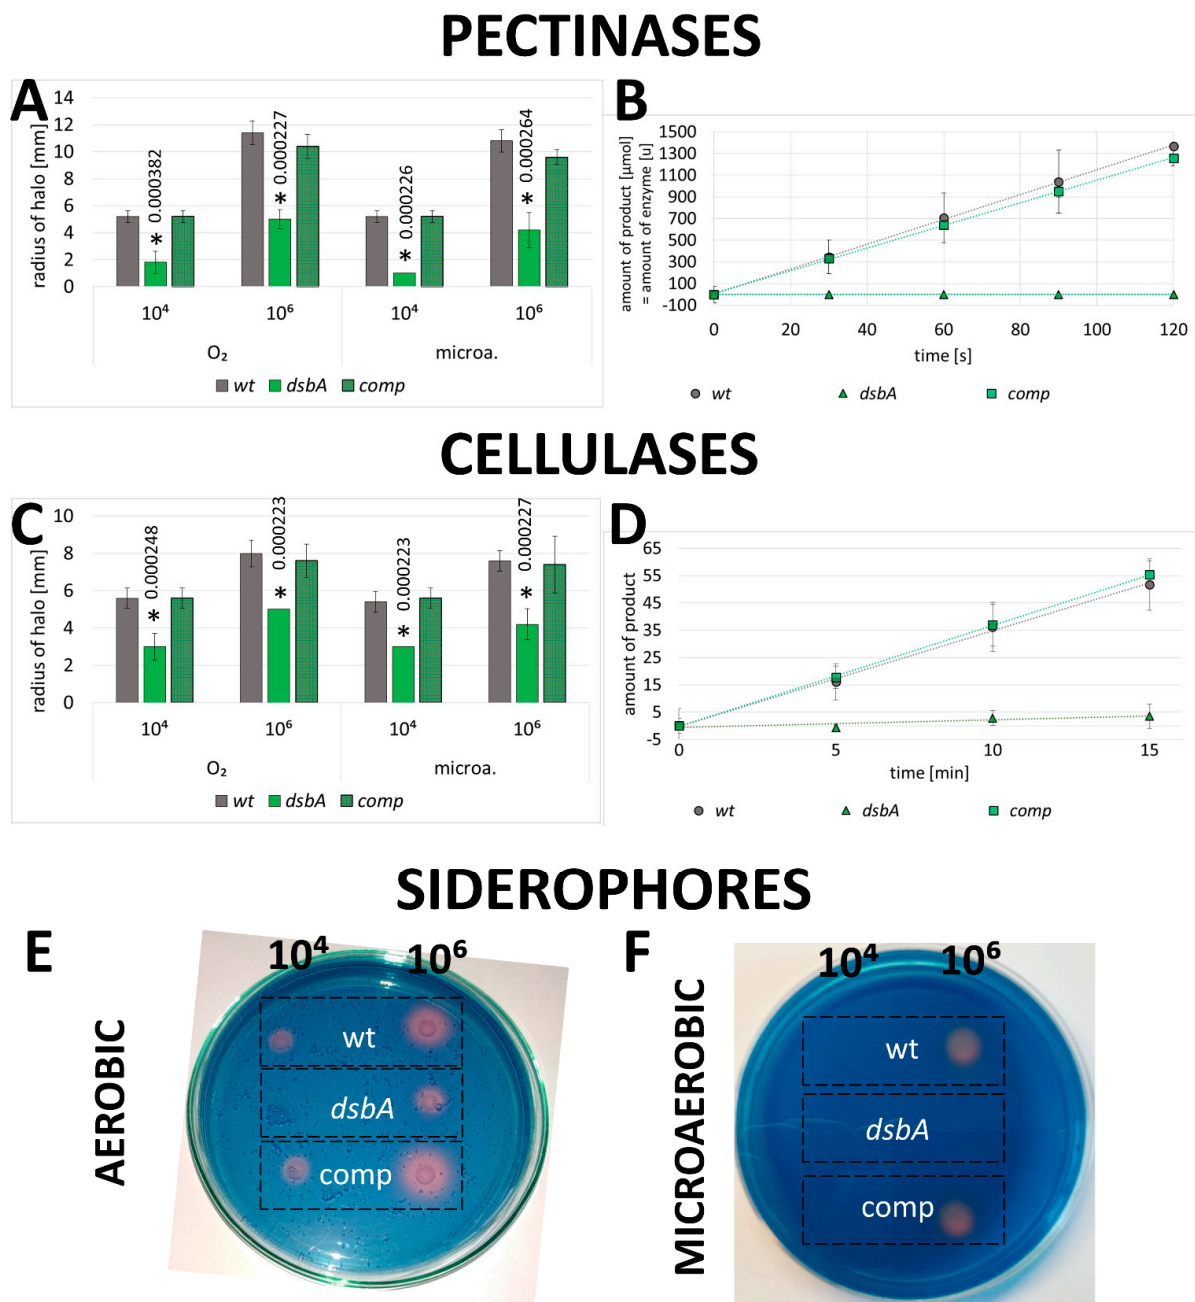 PECTINASES
A
radius of halo [mm]
14
12
10
8
6
4
2
0
* 0.000382
* 0.000227
* 0.000226
* 0.000264
10⁴
10⁶
10⁴
10⁶
O₂
microa.
wt dsbA comp
B
amount of product [µmol]
= amount of enzyme [u]
1500
1300
1100
900
700
500
300
100
-100
0 20 40 60 80 100 120
time [s]
wt dsbA comp
CELLULASES
C
radius of halo [mm]
10
8
6
4
2
0
* 0.000248
* 0.000223
* 0.000223
* 0.000227
10⁴
10⁶
10⁴
10⁶
O₂
microa.
wt dsbA comp
D
amount of product
65
55
45
35
25
15
5
-5
0 5 10 15
time [min]
wt dsbA comp
SIDEROPHORES
E
AEROBIC
10⁴ 10⁶
wt
dsbA
comp
F
MICROAEROBIC
10⁴ 10⁶
wt
dsbA
comp